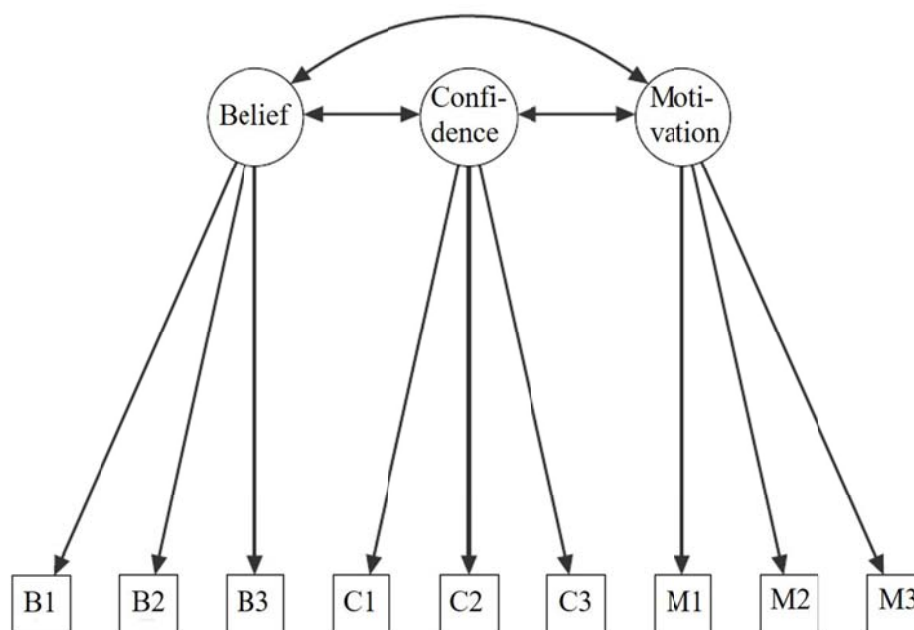 Belief
Confi-
dence
Moti-
vation
B1
B2
B3
C1
C2
C3
M1
M2
M3